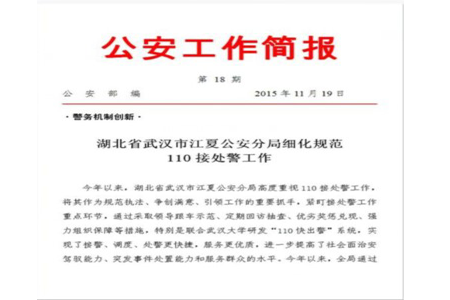 公安工作简报
第 18 期
公 安 部 编 2015 年 11 月 19 日
·警务机制创新·
湖北省武汉市江夏公安分局细化规范
110 接处警工作
今年以来，湖北省武汉市江夏公安分局高度重视 110 接处警工作，
将其作为规范执法、争创满意、引领工作的重要抓手，紧盯接处警工作
重点环节，通过采取领导跟车示范、定期回访抽查、优劣奖惩兑现、强
力组织保障等措施，特别是联合武汉大学研发“110 快出警”系统，实
现了接警、调度、处警更快捷，服务更优质，进一步提高了社会面治安
驾驭能力、突发事件处置能力和服务群众的水平。今年以来，全局通过